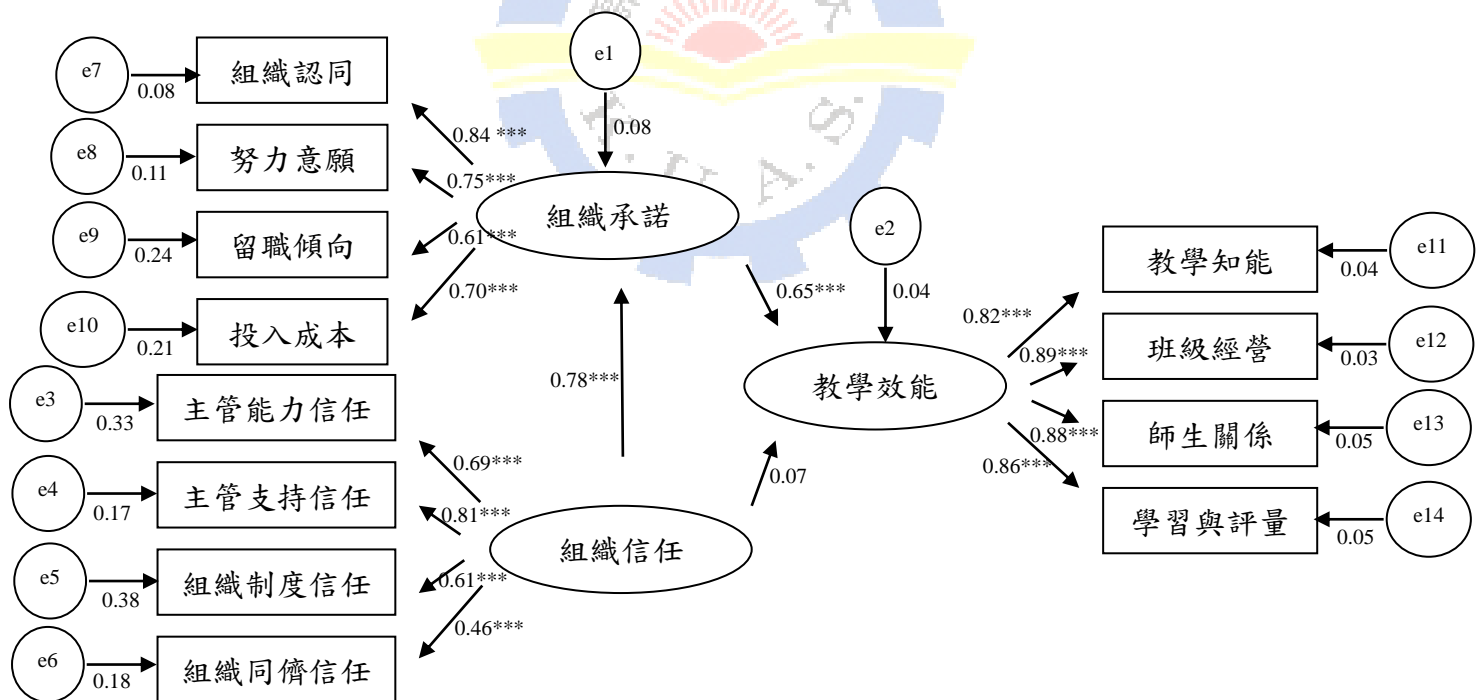 e1
0.08
e7
0.08
組織認同
e8
0.11
努力意願
e9
0.24
留職傾向
e10
0.21
投入成本
0.84 ***
0.75***
0.61***
0.70***
組織承諾
e3
0.33
主管能力信任
e4
0.17
主管支持信任
e5
0.38
組織制度信任
e6
0.18
組織同儕信任
0.69***
0.81***
0.61***
0.46***
組織信任
0.78***
0.65***
0.07
e2
0.04
教學效能
0.82***
0.89***
0.88***
0.86***
教學知能
0.04
e11
班級經營
0.03
e12
師生關係
0.05
e13
學習與評量
0.05
e14
A.S.